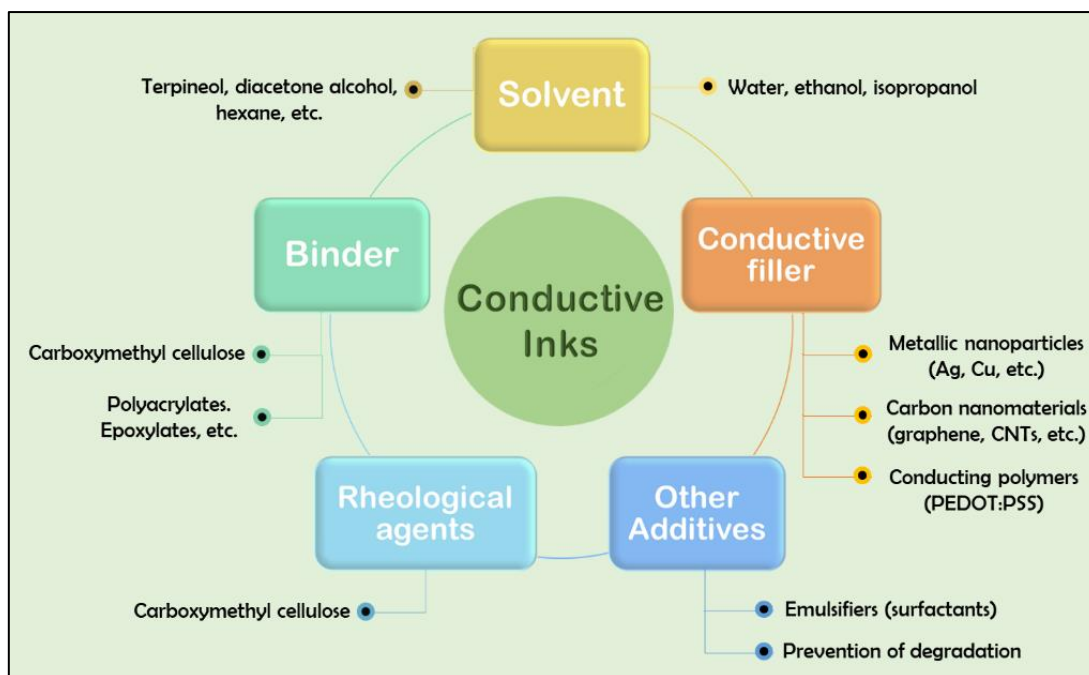 Solvent
Terpineol, diacetone alcohol,
hexane, etc.
Water, ethanol, isopropanol
Binder
Carboxymethyl cellulose
Polyacrylates.
Epoxylates, etc.
Conductive
Inks
Conductive
filler
Metallic nanoparticles
(Ag, Cu, etc.)
Carbon nanomaterials
(graphene, CNTs, etc.)
Conducting polymers
(PEDOT:PSS)
Rheological
agents
Carboxymethyl cellulose
Other
Additives
Emulsifiers (surfactants)
Prevention of degradation